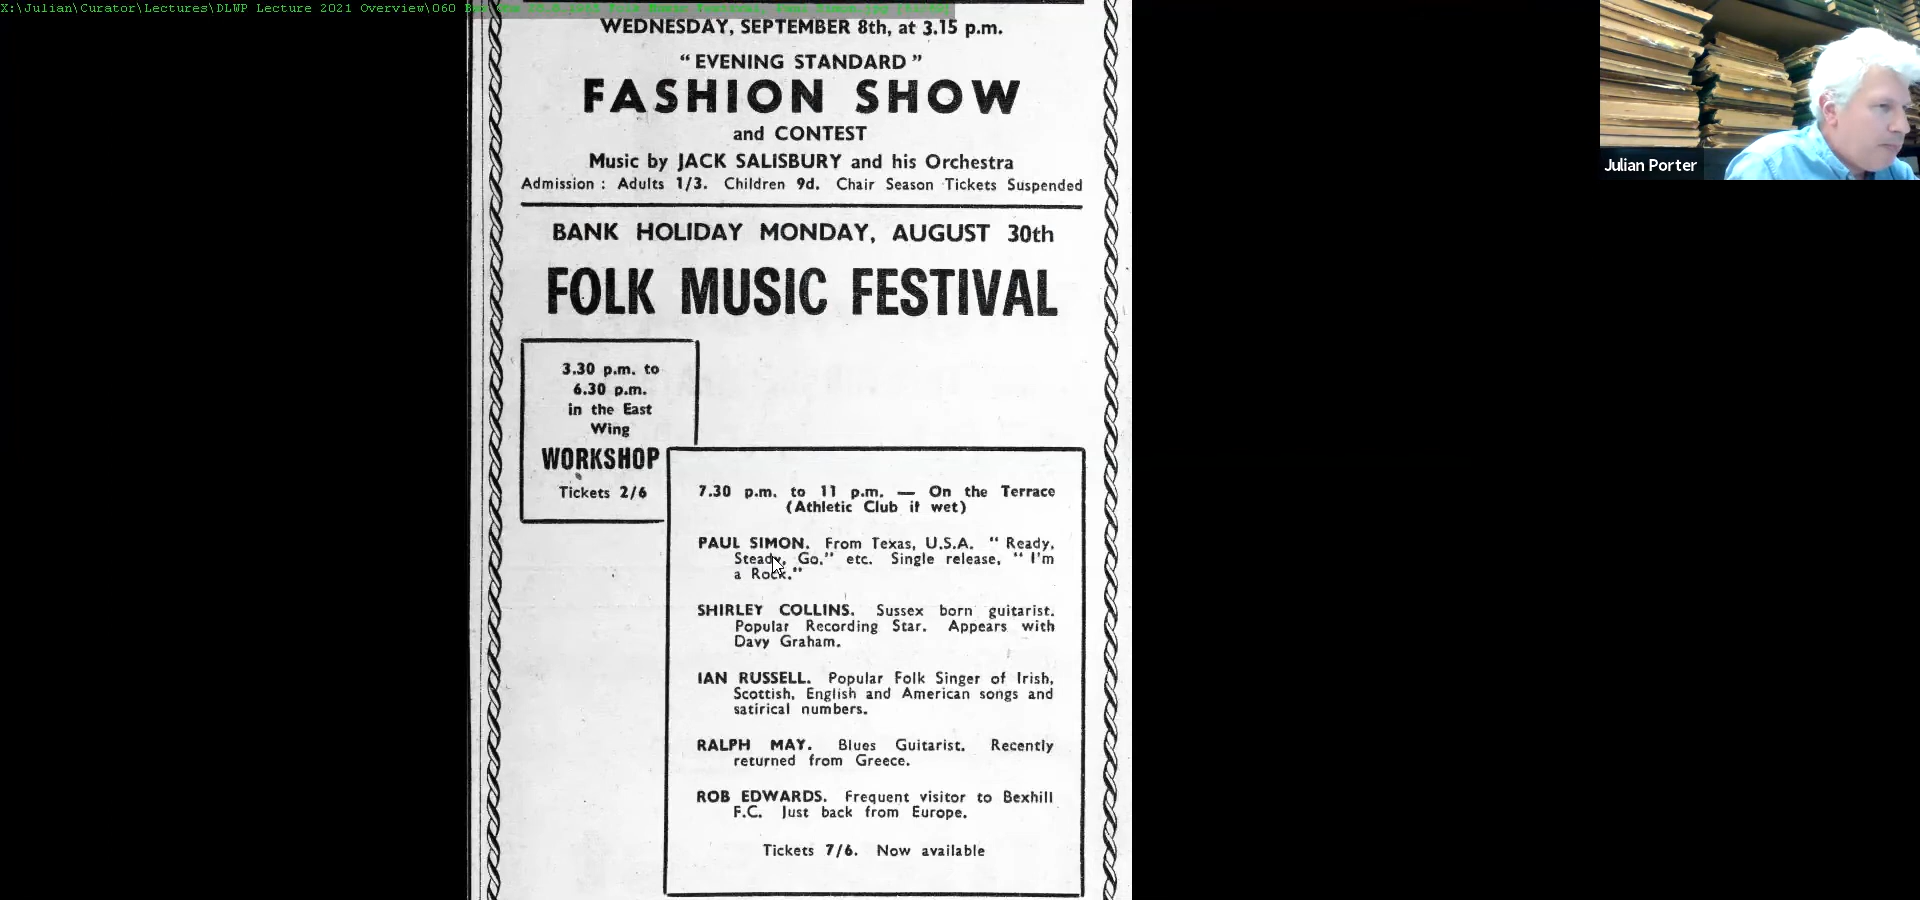 X:\Julian\Curator\Lectures\DLWP Lecture 2021 Overview\060
WEDNESDAY, SEPTEMBER 8th, at 3.15 p.m.
"EVENING STANDARD"
FASHION SHOW
and CONTEST
Music by JACK SALISBURY and his Orchestra
Admission : Adults 1/3. Children 9d. Chair Season Tickets Suspended
BANK HOLIDAY MONDAY, AUGUST 30th
FOLK MUSIC FESTIVAL
3.30 p.m. to
6.30 p.m.
in the East
Wing
WORKSHOP
Tickets 2/6
7.30 p.m. to 11 p.m. — On the Terrace
(Athletic Club if wet)
PAUL SIMON. From Texas, U.S.A. "Ready,
Steady, Go," etc. Single release, "I'm
a Rock."
SHIRLEY COLLINS. Sussex born guitarist.
Popular Recording Star. Appears with
Davy Graham.
IAN RUSSELL. Popular Folk Singer of Irish,
Scottish, English and American songs and
satirical numbers.
RALPH MAY. Blues Guitarist. Recently
returned from Greece.
ROB EDWARDS. Frequent visitor to Bexhill
F.C. Just back from Europe.
Tickets 7/6. Now available
Julian Porter